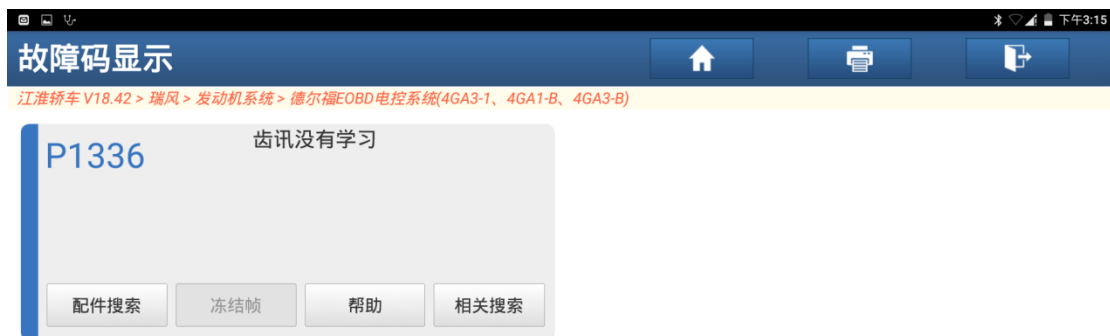 下午3:15
故障码显示
江淮轿车 V18.42 > 瑞风 > 发动机系统 > 德尔福EOBD电控系统(4GA3-1、4GA1-B、4GA3-B)
P1336 齿讯没有学习
配件搜索 冻结帧 帮助 相关搜索